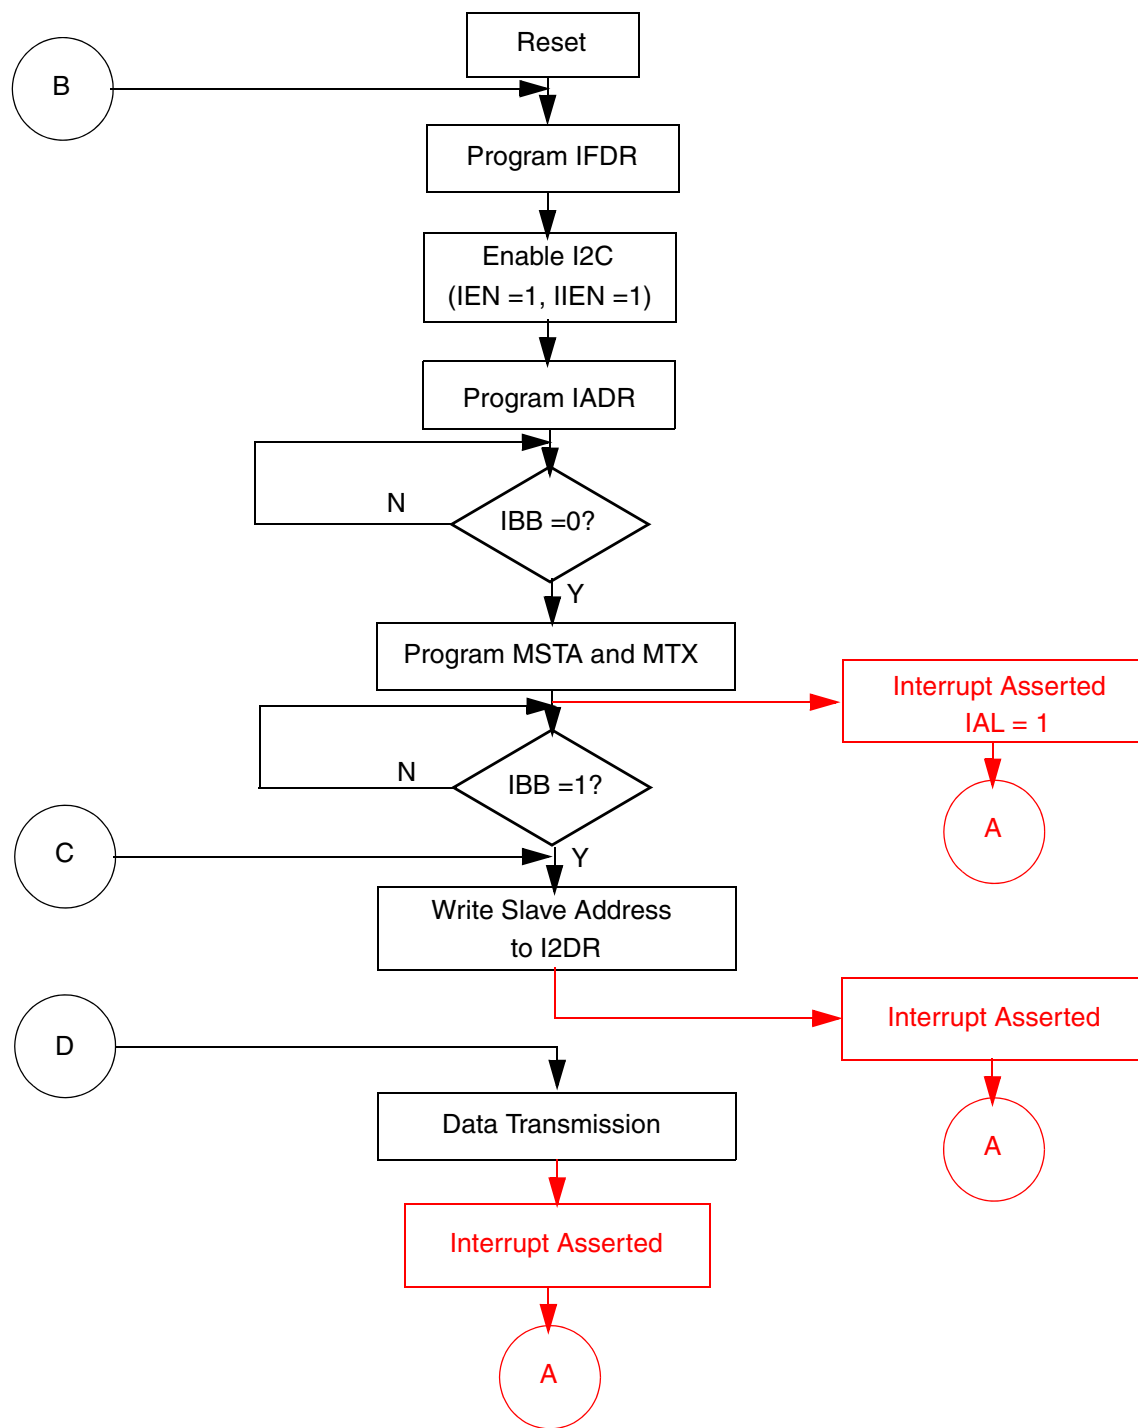 Reset
B
Program IFDR
Enable I2C
(IEN =1, IIEN =1)
Program IADR
N
IBB =0?
Y
Program MSTA and MTX
Interrupt Asserted
IAL = 1
N
IBB =1?
A
C
Y
Write Slave Address
to I2DR
Interrupt Asserted
D
Data Transmission
A
Interrupt Asserted
A